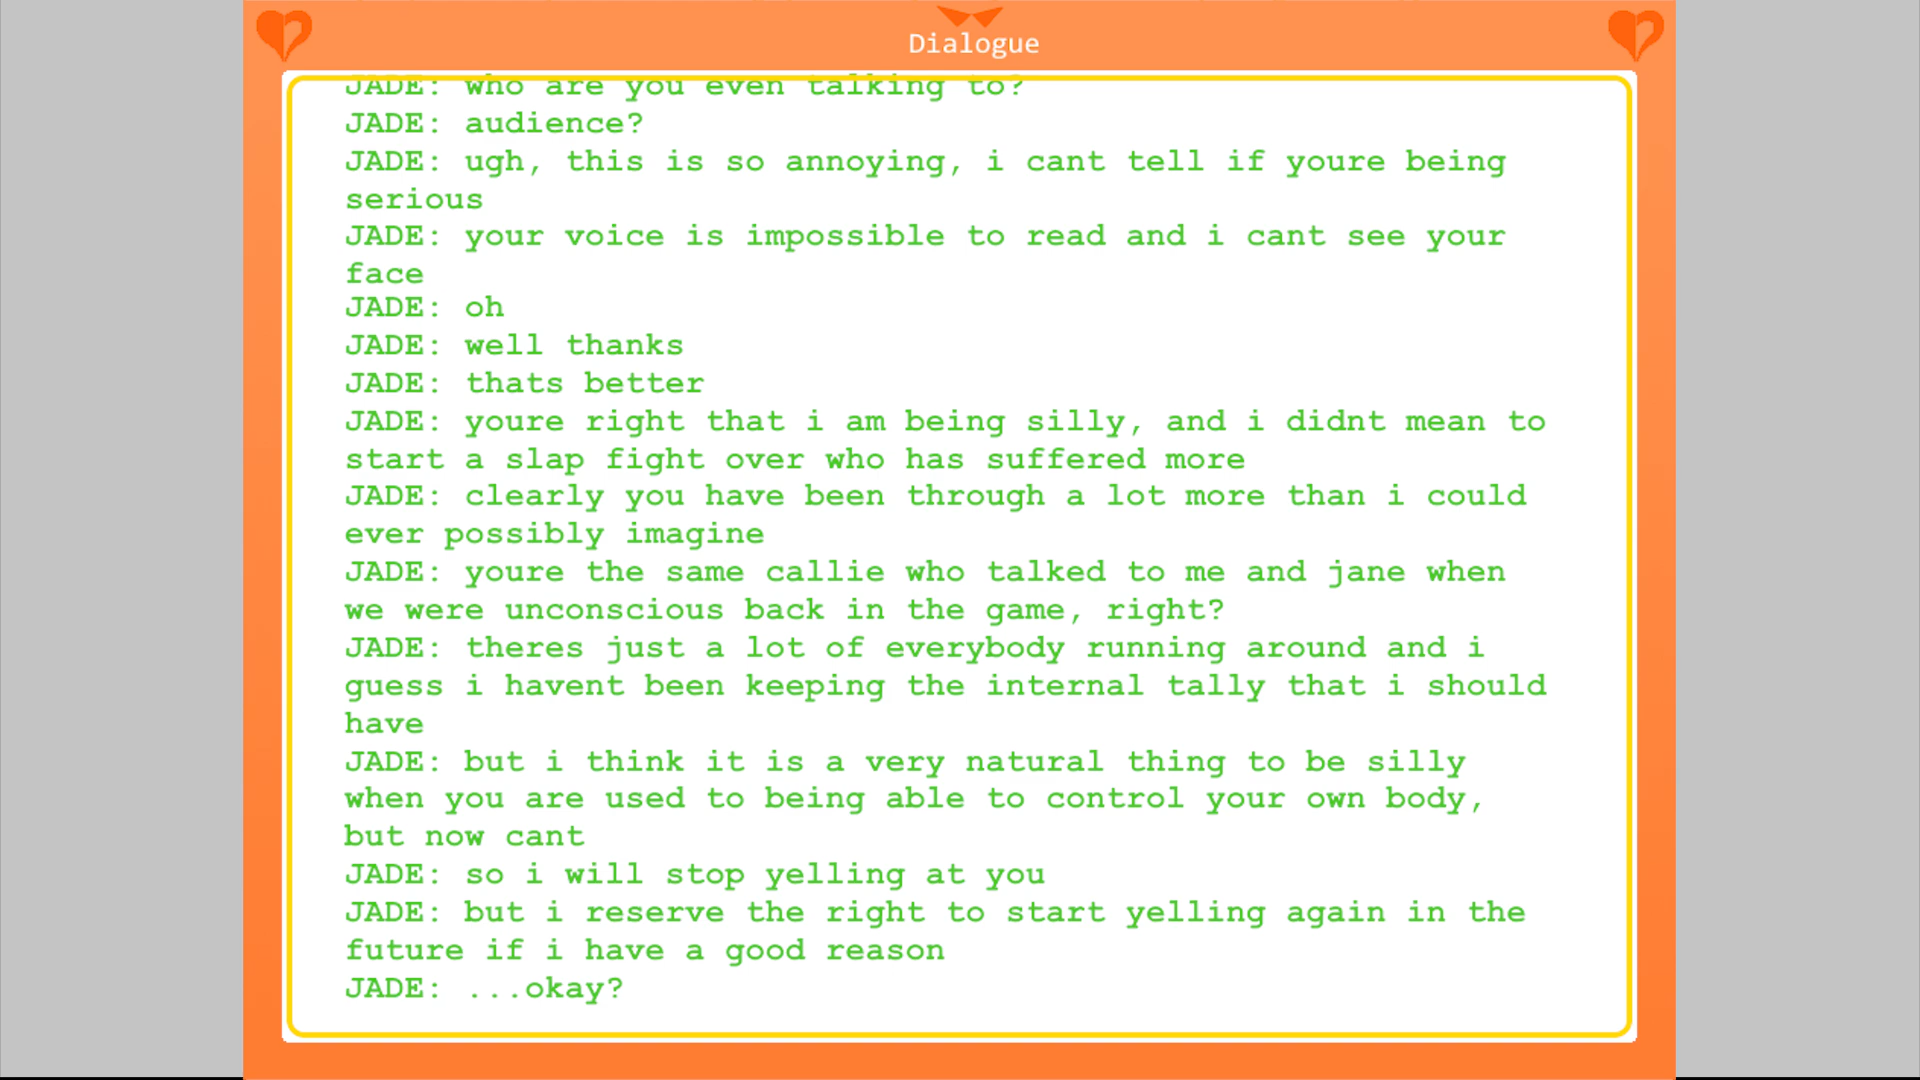 Dialogue
JADE: who are you even talking to?
JADE: audience?
JADE: ugh, this is so annoying, i cant tell if youre being
serious
JADE: your voice is impossible to read and i cant see your
face
JADE: oh
JADE: well thanks
JADE: thats better
JADE: youre right that i am being silly, and i didnt mean to
start a slap fight over who has suffered more
JADE: clearly you have been through a lot more than i could
ever possibly imagine
JADE: youre the same callie who talked to me and jane when
we were unconscious back in the game, right?
JADE: theres just a lot of everybody running around and i
guess i havent been keeping the internal tally that i should
have
JADE: but i think it is a very natural thing to be silly
when you are used to being able to control your own body,
but now cant
JADE: so i will stop yelling at you
JADE: but i reserve the right to start yelling again in the
future if i have a good reason
JADE: ...okay?